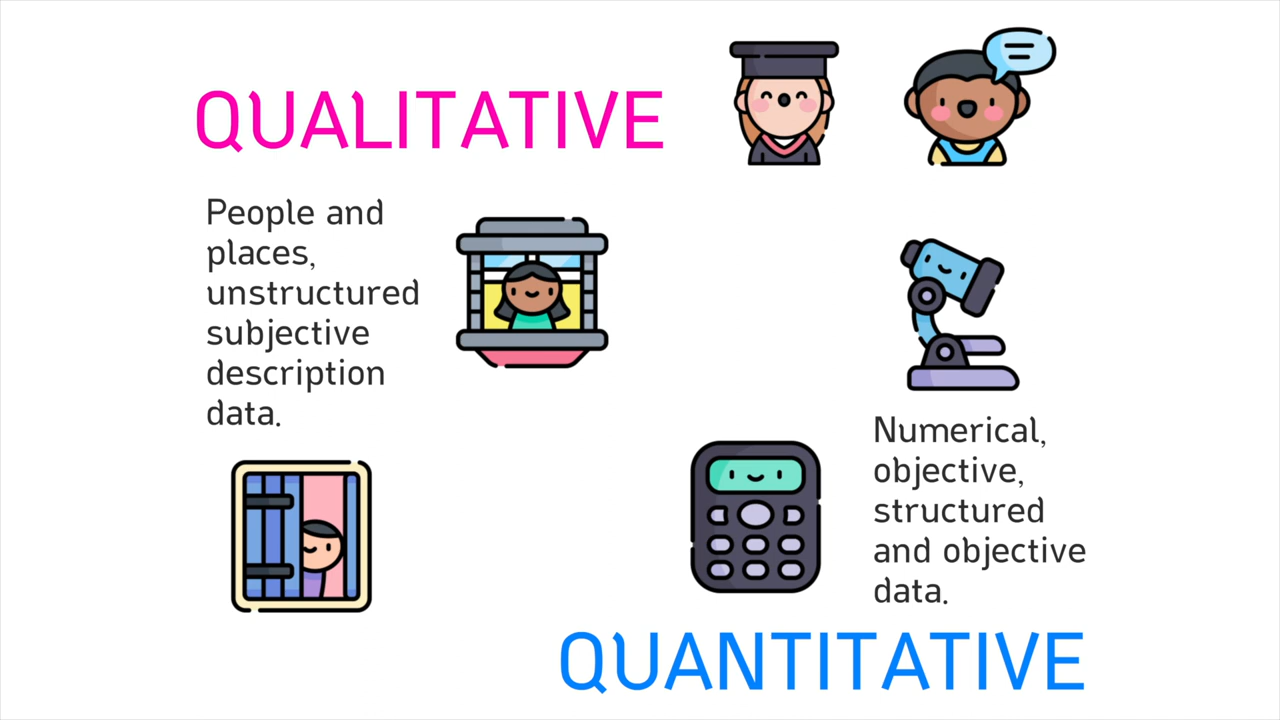 QUALITATIVE
People and
places,
unstructured
subjective
description
data.
Numerical,
objective,
structured
and objective
data.
QUANTITATIVE